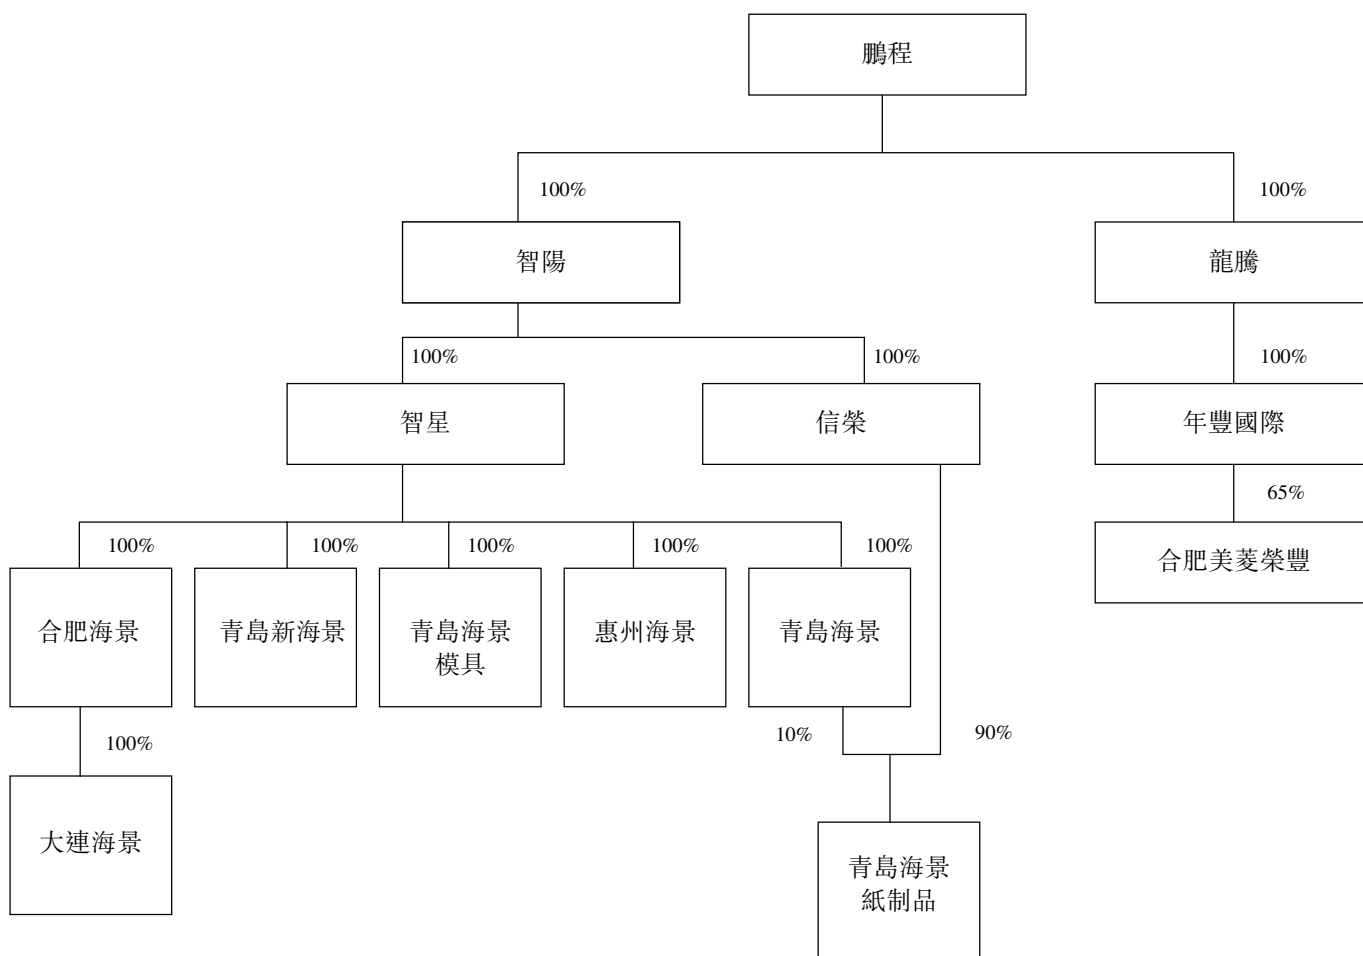 鵬程
100%
100%
智陽
龍騰
100%
100%
100%
智星
信榮
年豐國際
65%
100%
100%
100%
100%
100%
合肥美菱榮豐
合肥海景
青島新海景
青島海景
模具
惠州海景
青島海景
100%
10%
90%
大連海景
青島海景
紙制品